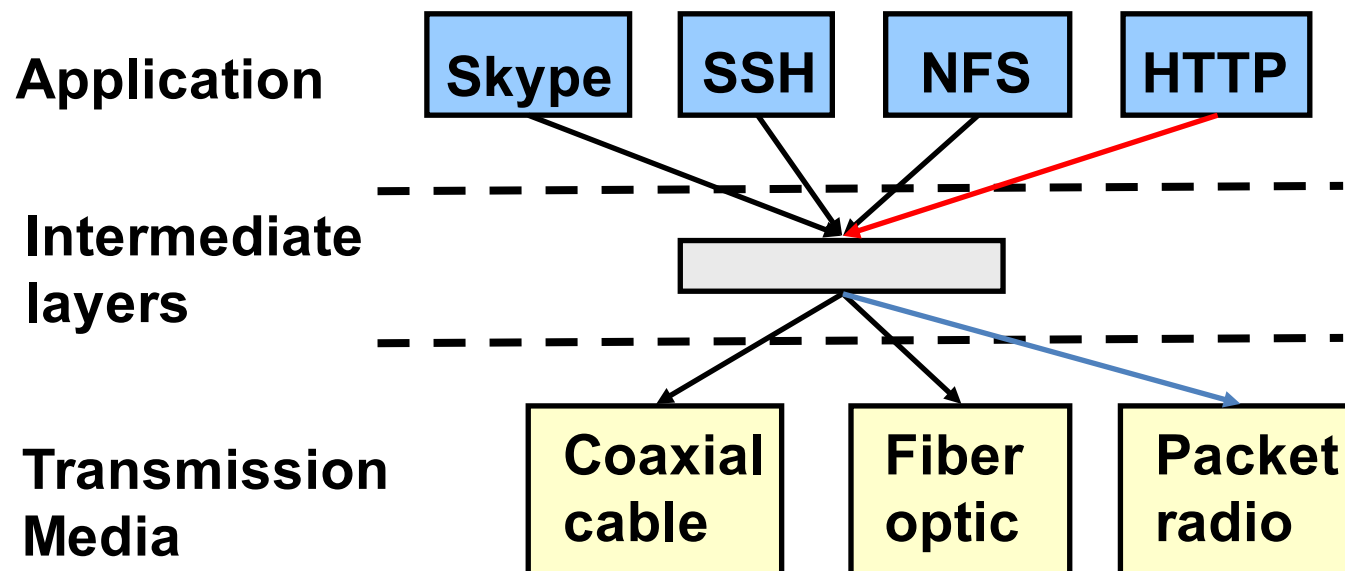 Application
Skype
SSH
NFS
HTTP
Intermediate
layers
Transmission
Media
Coaxial
cable
Fiber
optic
Packet
radio